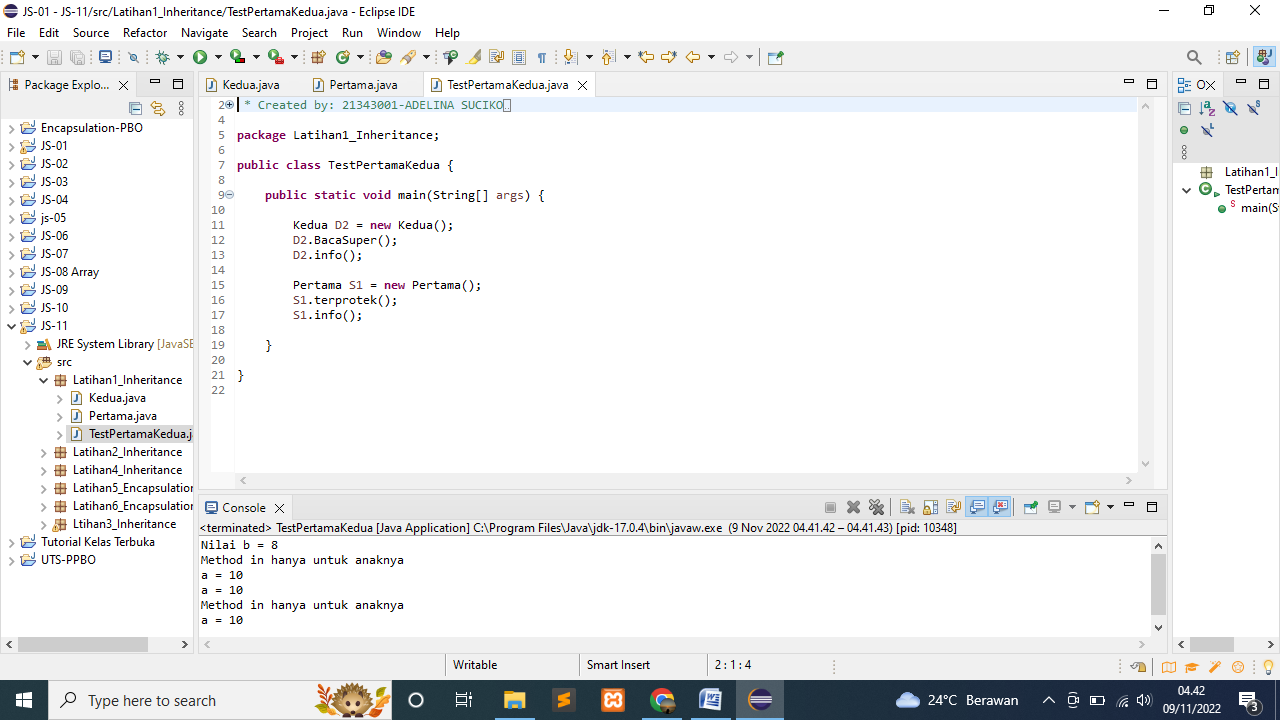 JS-01 - JS-11/src/Latihan1_Inheritance/TestPertamaKedua.java - Eclipse IDE
File Edit Source Refactor Navigate Search Project Run Window Help
Package Explo...
Encapsulation-PBO
JS-01
JS-02
JS-03
JS-04
js-05
JS-06
JS-07
JS-08 Array
JS-09
JS-10
JS-11
JRE System Library [JavaSE
src
Latihan1_Inheritance
Kedua.java
Pertama.java
TestPertamaKedua.j
Latihan2_Inheritance
Latihan4_Inheritance
Latihan5_Encapsulation
Latihan6_Encapsulation
Ltihan3_Inheritance
Tutorial Kelas Terbuka
UTS-PPBO
Kedua.java Pertama.java TestPertamaKedua.java
2 * Created by: 21343001-ADELINA SUCIKO
4
5 package Latihan1_Inheritance;
6
7 public class TestPertamaKedua {
8
9 public static void main(String[] args) {
10
11 Kedua D2 = new Kedua();
12 D2.BacaSuper();
13 D2.info();
14
15 Pertama S1 = new Pertama();
16 S1.terprotek();
17 S1.info();
18
19 }
20
21 }
22
O
Latihan1_I
TestPertam
main(S
Console
<terminated> TestPertamaKedua [Java Application] C:\Program Files\Java\jdk-17.0.4\bin\javaw.exe (9 Nov 2022 04.41.42 – 04.41.43) [pid: 10348]
Nilai b = 8
Method in hanya untuk anaknya
a = 10
a = 10
Method in hanya untuk anaknya
a = 10
Writable Smart Insert 2 : 1 : 4
Type here to search
24°C Berawan
04.42
09/11/2022
3